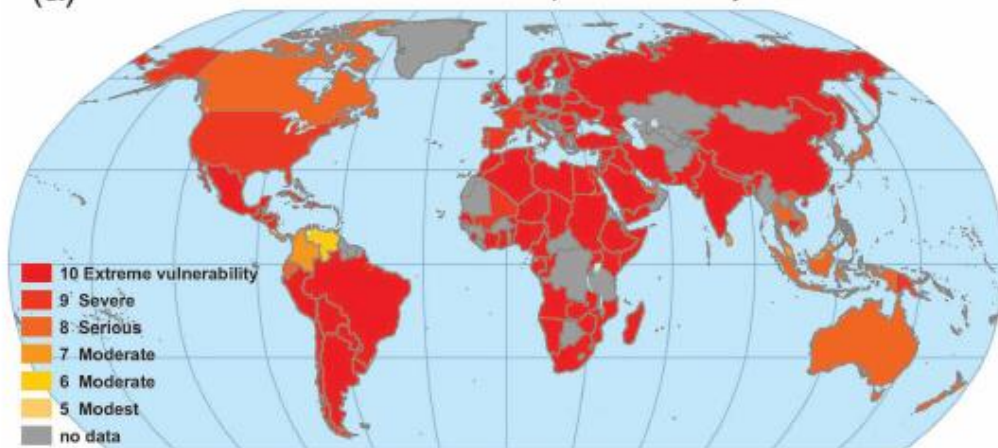 (a)
10 Extreme vulnerability
9 Severe
8 Serious
7 Moderate
6 Moderate
5 Modest
no data